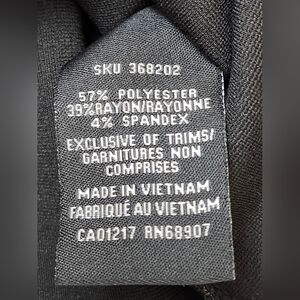 SKU 368202
57% POLYESTER
39%RAYON/RAYONNE
4% SPANDEX
EXCLUSIVE OF TRIMS/
GARNITURES NON
COMPRISES
MADE IN VIETNAM
FABRIQUÉ AU VIETNAM
CA01217 RN68907